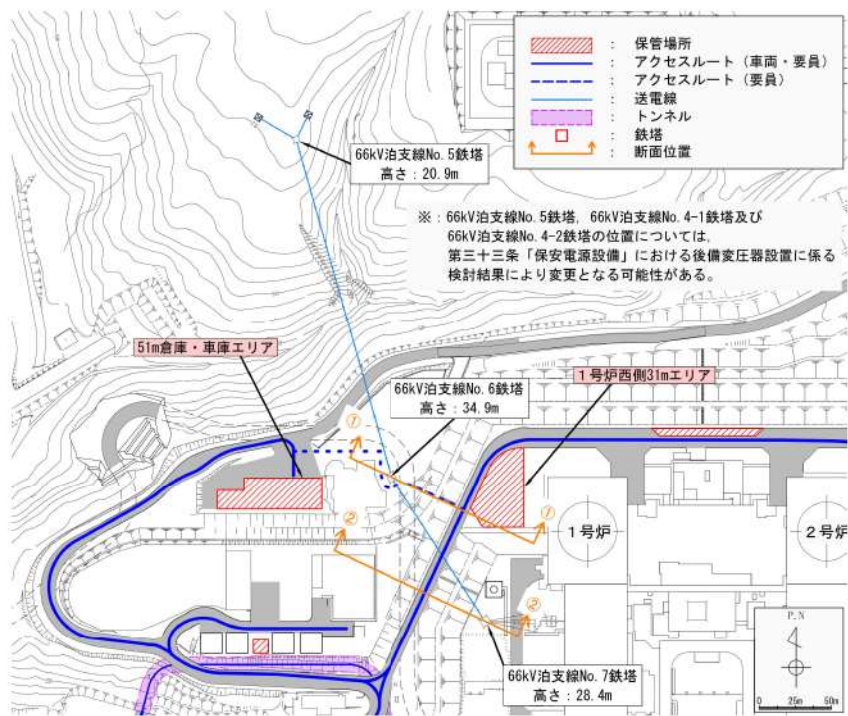 ： 保管場所
： アクセスルート（車両・要員）
： アクセスルート（要員）
： 送電線
： トンネル
： 鉄塔
： 断面位置
66kV泊支線No.5鉄塔
高さ：20.9m
※：66kV泊支線No.5鉄塔，66kV泊支線No.4-1鉄塔及び
66kV泊支線No.4-2鉄塔の位置については，
第三十三条「保安電源設備」における後備変圧器設置に係る
検討結果により変更となる可能性がある。
51m倉庫・車庫エリア
66kV泊支線No.6鉄塔
高さ：34.9m
１号炉西側31mエリア
①
①
②
②
１号炉
２号炉
66kV泊支線No.7鉄塔
高さ：28.4m
P.N
0 25m 50m